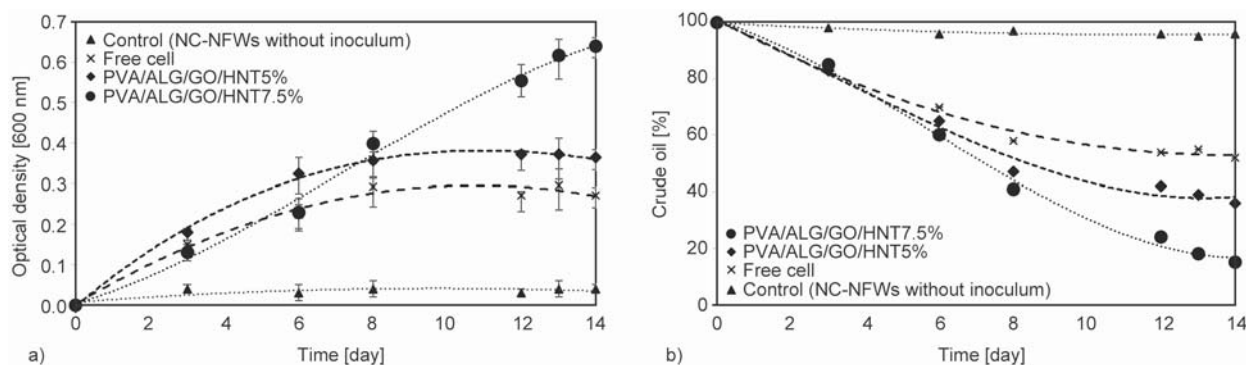 0.7
0.6
0.5
0.4
0.3
0.2
0.1
0.0
Optical density [600 nm]
Control (NC-NFWs without inoculum)
Free cell
PVA/ALG/GO/HNT5%
PVA/ALG/GO/HNT7.5%
0 2 4 6 8 10 12 14
Time [day]
a)
100
80
60
40
20
0
Crude oil [%]
PVA/ALG/GO/HNT7.5%
PVA/ALG/GO/HNT5%
Free cell
Control (NC-NFWs without inoculum)
0 2 4 6 8 10 12 14
Time [day]
b)